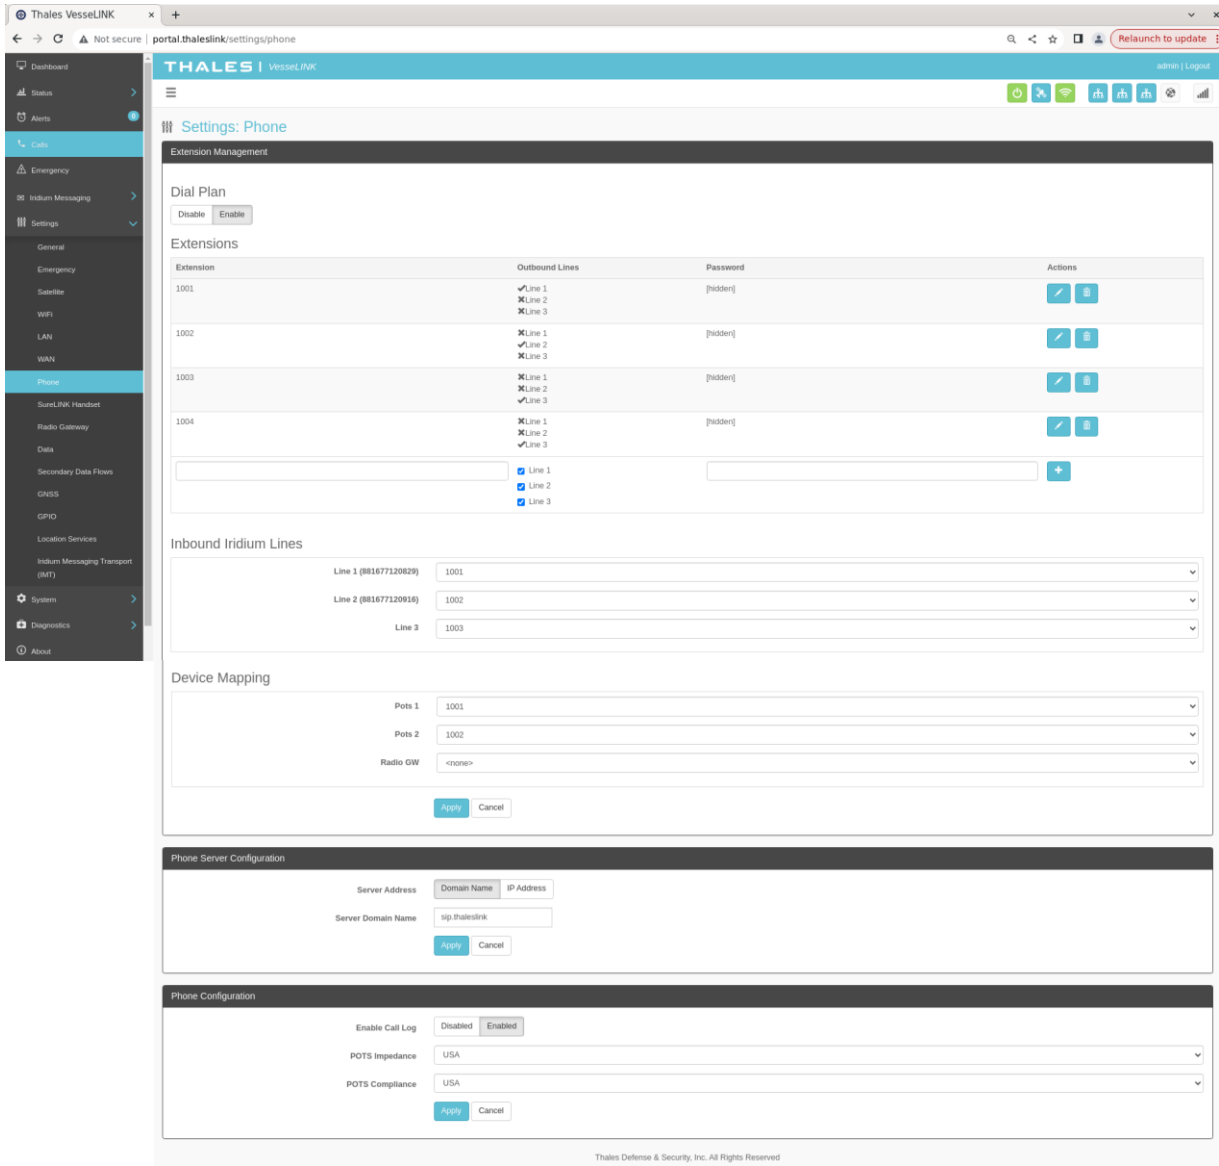 Thales VesseLINK
Not secure | portal.thaleslink/settings/phone
Relaunch to update
Dashboard
Status
Alerts
0
Calls
Emergency
Iridium Messaging
Settings
General
Emergency
Satellite
WiFi
LAN
WAN
Phone
SureLINK Handset
Radio Gateway
Data
Secondary Data Flows
GNSS
GPIO
Location Services
Iridium Messaging Transport
(IMT)
System
Diagnostics
About
THALES | VesseLINK
admin | Logout
Settings: Phone
Extension Management
Dial Plan
Disable Enable
Extensions
Extension Outbound Lines Password Actions
1001 ✔Line 1 [hidden]
✖Line 2
✖Line 3
1002 ✖Line 1 [hidden]
✔Line 2
✖Line 3
1003 ✖Line 1 [hidden]
✖Line 2
✔Line 3
1004 ✖Line 1 [hidden]
✖Line 2
✔Line 3
Line 1
Line 2
Line 3
Inbound Iridium Lines
Line 1 (881677120829) 1001
Line 2 (881677120916) 1002
Line 3 1003
Device Mapping
Pots 1 1001
Pots 2 1002
Radio GW <none>
Apply Cancel
Phone Server Configuration
Server Address Domain Name IP Address
Server Domain Name sip.thaleslink
Apply Cancel
Phone Configuration
Enable Call Log Disabled Enabled
POTS Impedance USA
POTS Compliance USA
Apply Cancel
Thales Defense & Security, Inc. All Rights Reserved